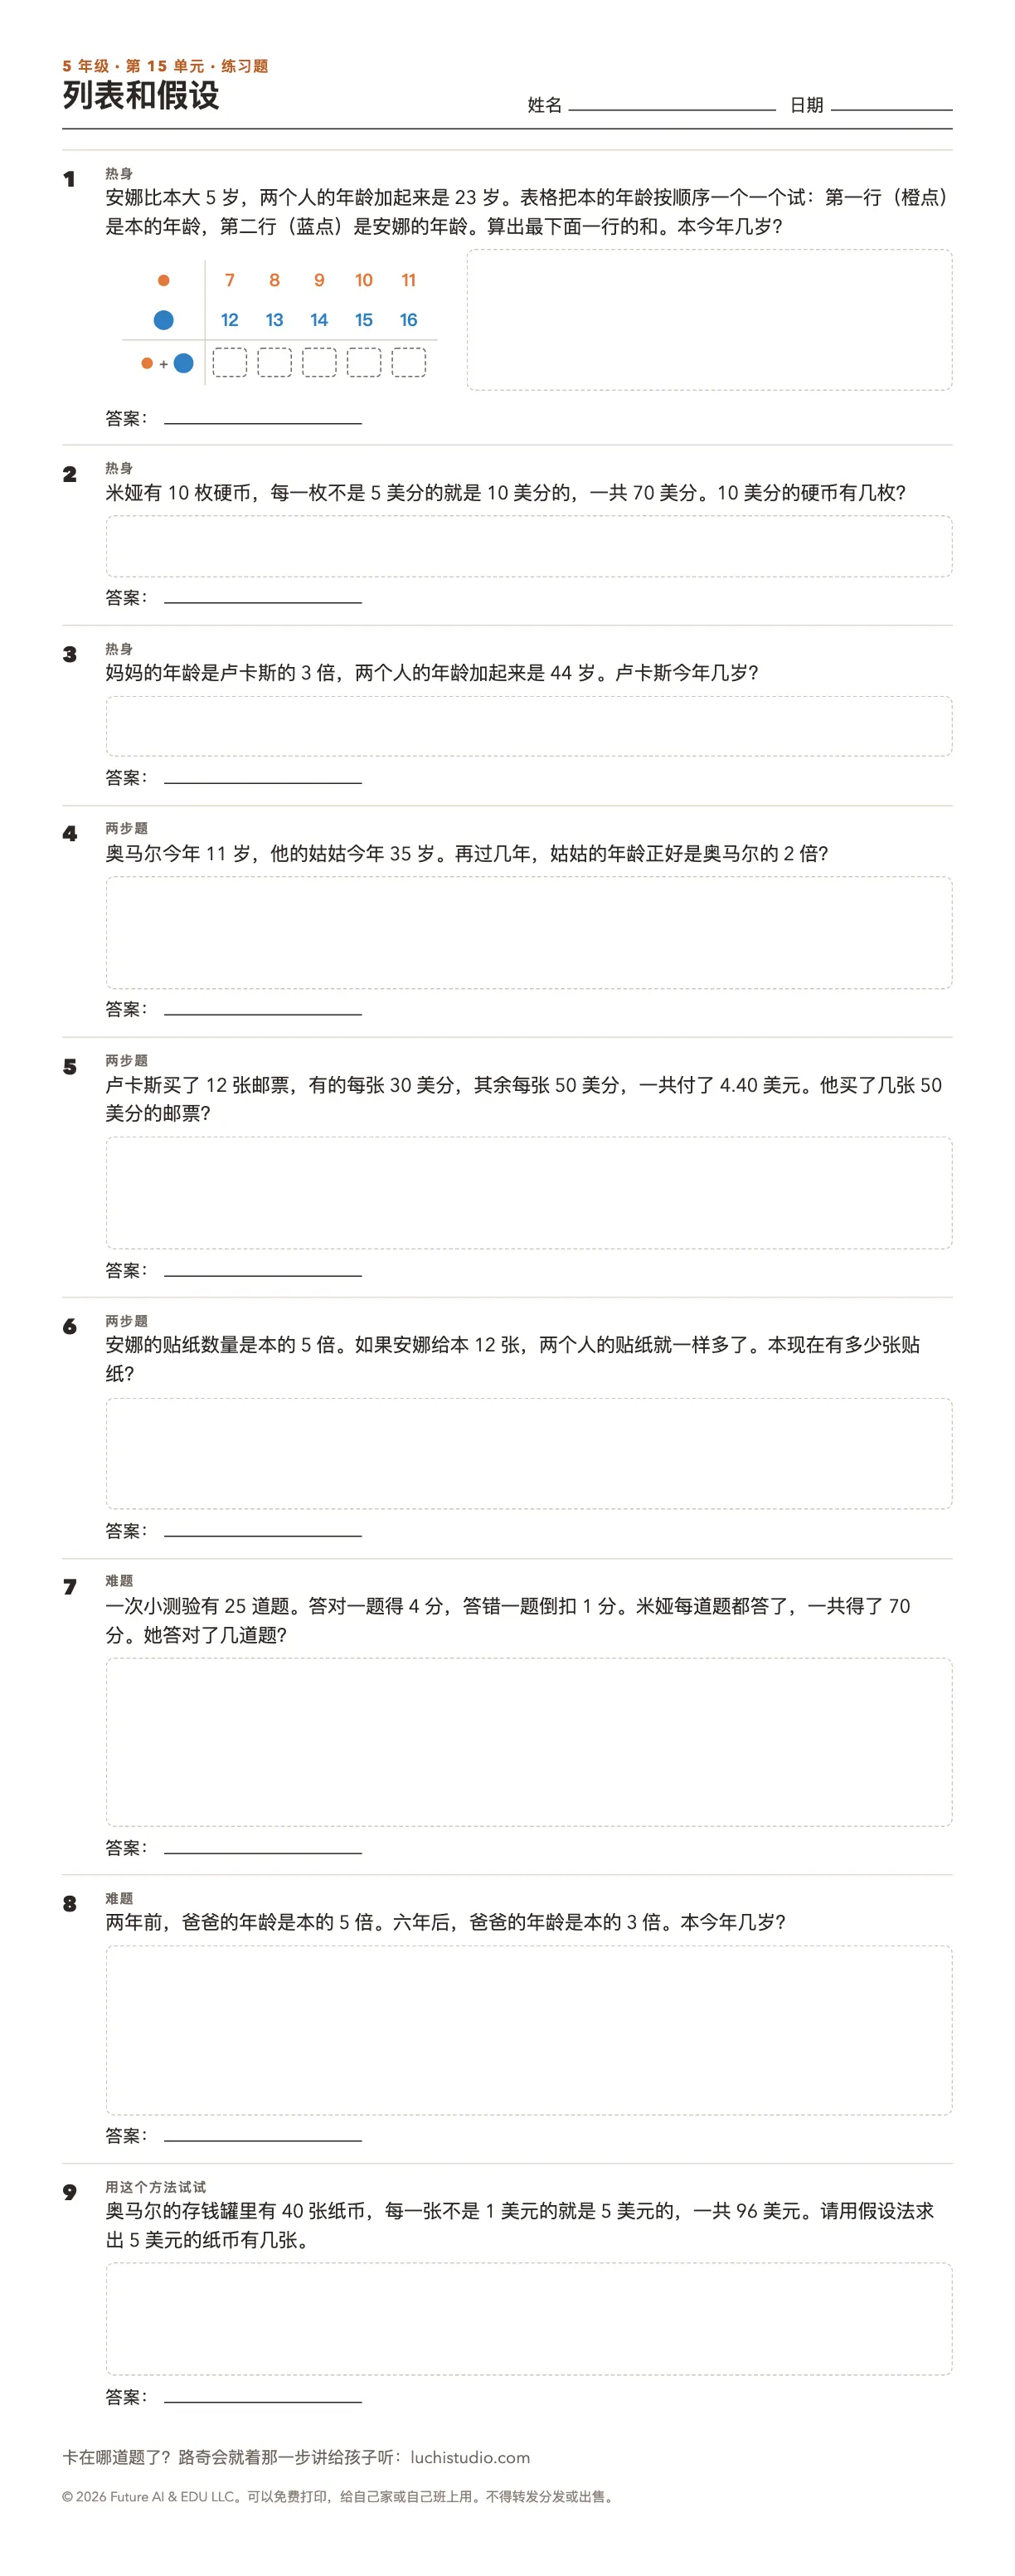 5 年级 · 第 15 单元 · 练习题
列表和假设
姓名 日期
1
热身
安娜比本大 5 岁，两个人的年龄加起来是 23 岁。表格把本的年龄按顺序一个一个试：第一行（橙点）
是本的年龄，第二行（蓝点）是安娜的年龄。算出最下面一行的和。本今年几岁？
7 8 9 10 11
12 13 14 15 16
+
答案：
2
热身
米娅有 10 枚硬币，每一枚不是 5 美分的就是 10 美分的，一共 70 美分。10 美分的硬币有几枚？
答案：
3
热身
妈妈的年龄是卢卡斯的 3 倍，两个人的年龄加起来是 44 岁。卢卡斯今年几岁？
答案：
4
两步题
奥马尔今年 11 岁，他的姑姑今年 35 岁。再过几年，姑姑的年龄正好是奥马尔的 2 倍？
答案：
5
两步题
卢卡斯买了 12 张邮票，有的每张 30 美分，其余每张 50 美分，一共付了 4.40 美元。他买了几张 50
美分的邮票？
答案：
6
两步题
安娜的贴纸数量是本的 5 倍。如果安娜给本 12 张，两个人的贴纸就一样多了。本现在有多少张贴
纸？
答案：
7
难题
一次小测验有 25 道题。答对一题得 4 分，答错一题倒扣 1 分。米娅每道题都答了，一共得了 70
分。她答对了几道题？
答案：
8
难题
两年前，爸爸的年龄是本的 5 倍。六年后，爸爸的年龄是本的 3 倍。本今年几岁？
答案：
9
用这个方法试试
奥马尔的存钱罐里有 40 张纸币，每一张不是 1 美元的就是 5 美元的，一共 96 美元。请用假设法求
出 5 美元的纸币有几张。
答案：
卡在哪道题了？路奇会就着那一步讲给孩子听：luchistudio.com
© 2026 Future AI & EDU LLC。可以免费打印，给自己家或自己班上用。不得转发分发或出售。